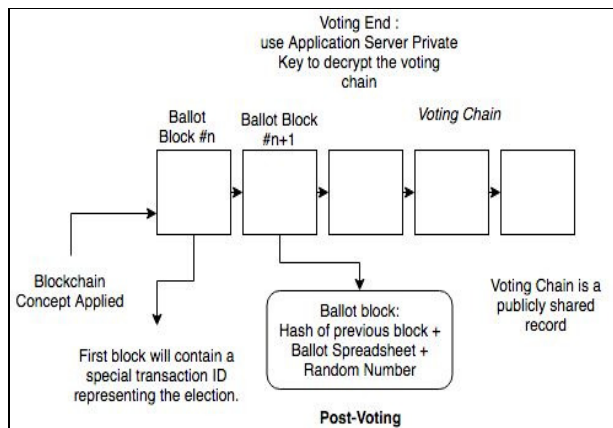 Voting End :
use Application Server Private
Key to decrypt the voting
chain
Ballot
Block #n
Ballot Block
#n+1
Voting Chain
Blockchain
Concept Applied
First block will contain a
special transaction ID
representing the election.
Ballot block:
Hash of previous block +
Ballot Spreadsheet +
Random Number
Voting Chain is a
publicly shared
record
Post-Voting